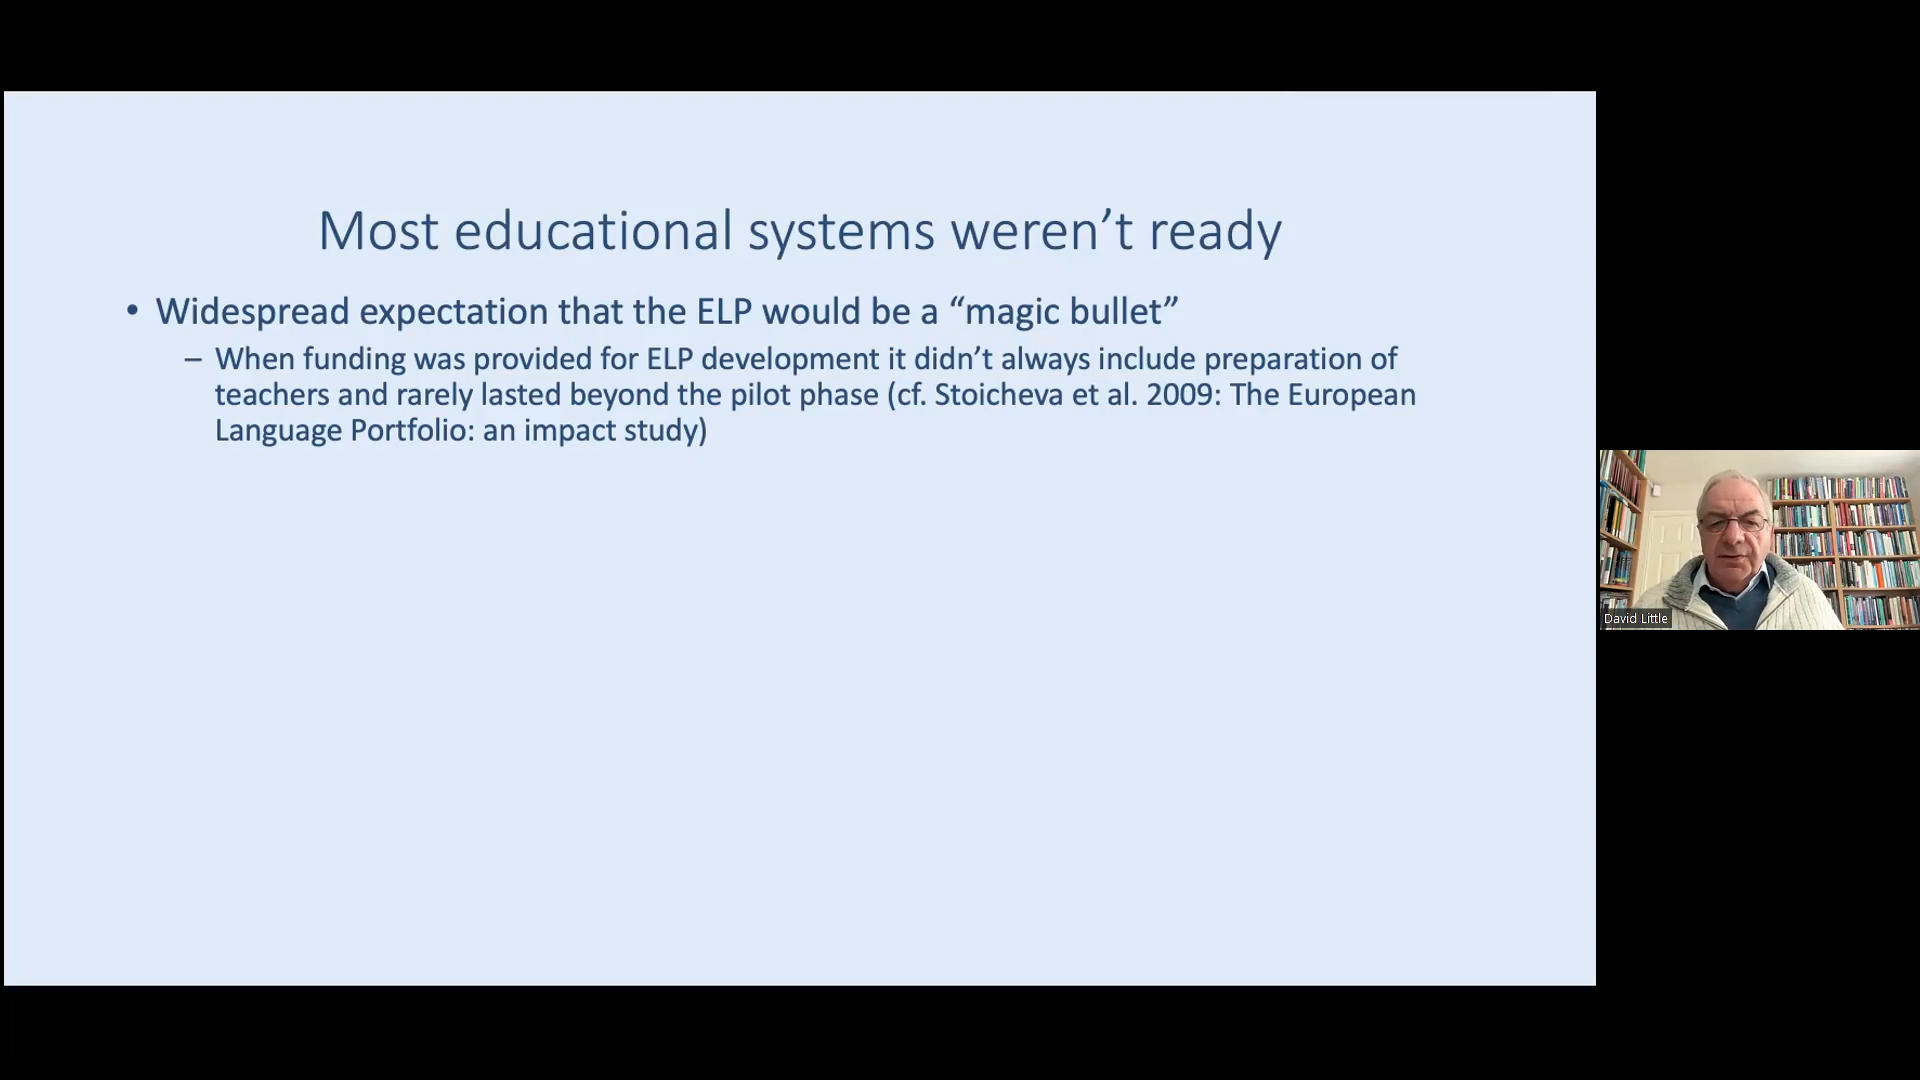 Most educational systems weren’t ready
• Widespread expectation that the ELP would be a “magic bullet”
– When funding was provided for ELP development it didn’t always include preparation of
teachers and rarely lasted beyond the pilot phase (cf. Stoicheva et al. 2009: The European
Language Portfolio: an impact study)
David Little